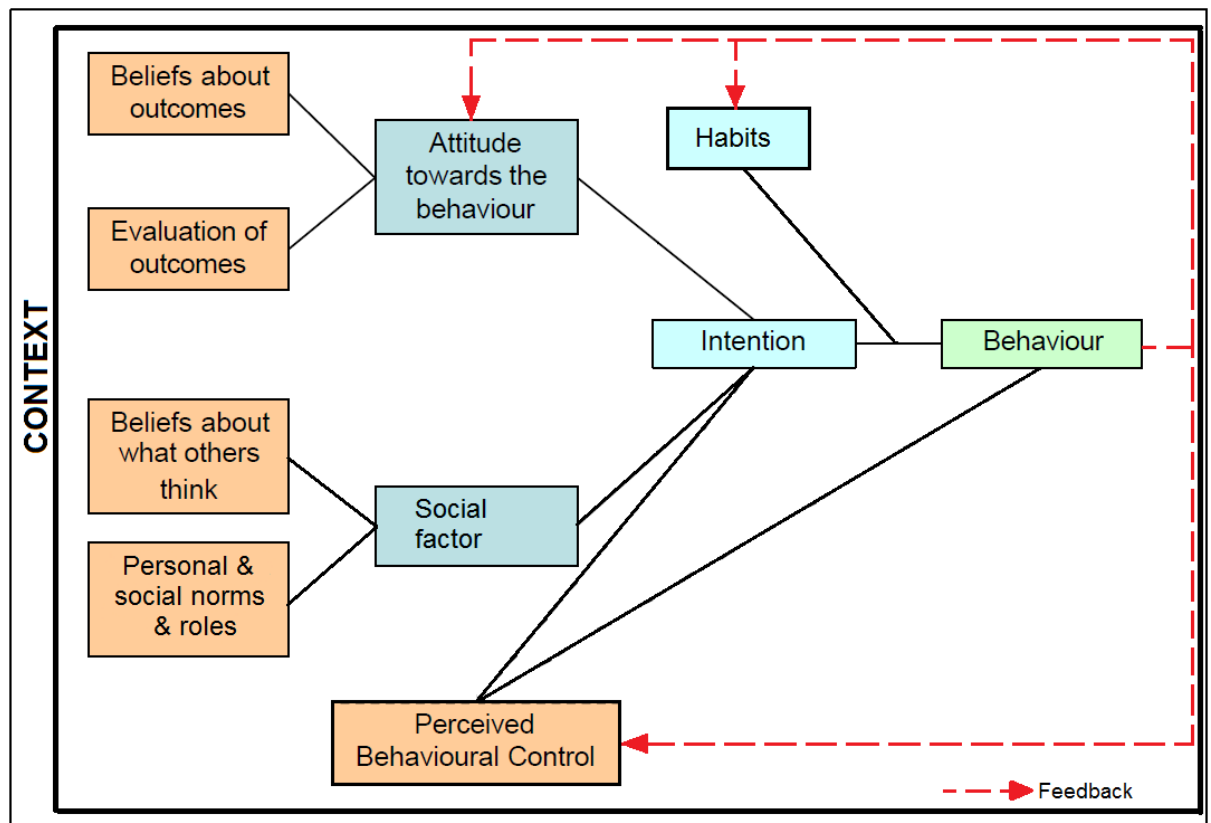 CONTEXT
Beliefs about
outcomes
Evaluation of
outcomes
Attitude
towards the
behaviour
Habits
Intention
Behaviour
Beliefs about
what others
think
Personal &
social norms
& roles
Social
factor
Perceived
Behavioural Control
Feedback